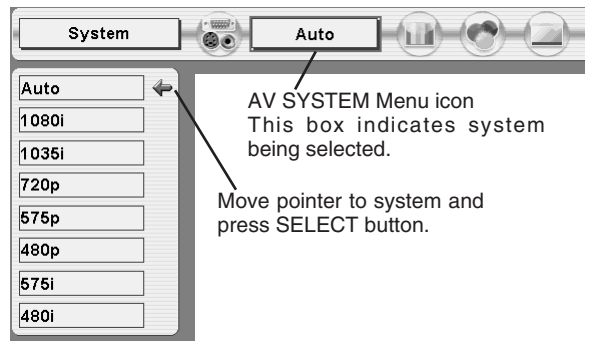 System
Auto
Auto
1080i
1035i
720p
575p
480p
575i
480i
AV SYSTEM Menu icon
This box indicates system
being selected.
Move pointer to system and
press SELECT button.